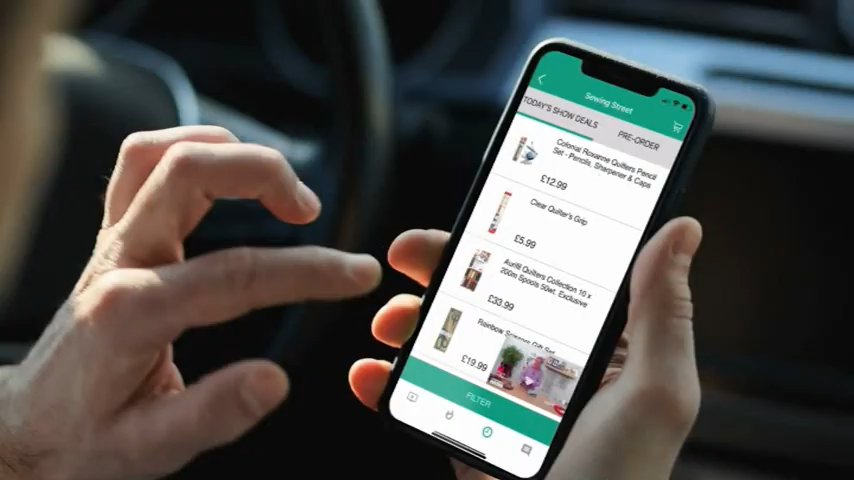 Sewing Street
TODAY'S SHOW DEALS
PRE-ORDER
Colonial Roxanne Quilters Pencil
Set - Pencils, Sharpener & Caps
£12.99
Clear Quilter's Grip
£5.99
Aurifil Quilters Collection 10 x
200m Spools 50wt. Exclusive
£33.99
Rainbow Scissors Gift Set
£19.99
FILTER